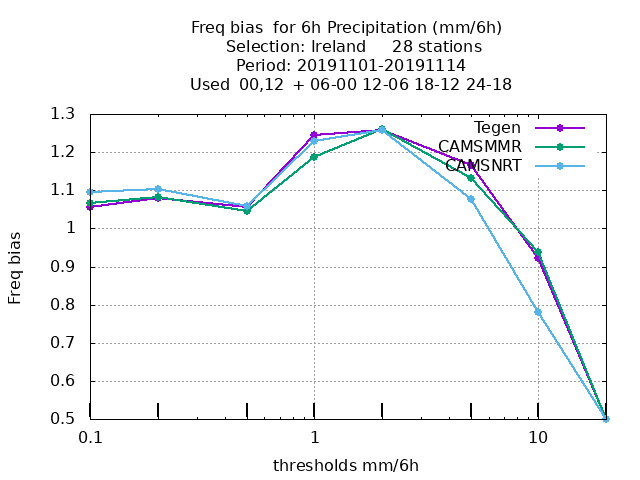 Freq bias  for 6h Precipitation (mm/6h)
Selection: Ireland     28 stations
Period: 20191101-20191114
Used  00,12  + 06-00 12-06 18-12 24-18
Tegen
CAMSMMR
CAMSNRT
1.3
1.2
1.1
1
0.9
0.8
0.7
0.6
0.5
Freq bias
0.1 1 10
thresholds mm/6h